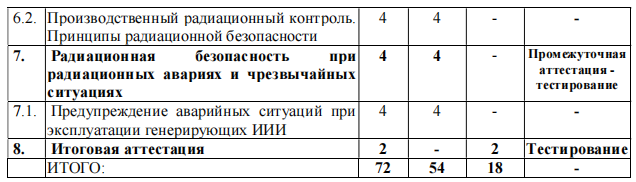 6.2. Производственный радиационный контроль. 4 4 - -
Принципы радиационной безопасности
7. Радиационная безопасность при 4 4 - Промежуточная
радиационных авариях и чрезвычайных аттестация -
ситуациях тестирование
7.1. Предупреждение аварийных ситуаций при 4 4 - -
эксплуатации генерирующих ИИИ
8. Итоговая аттестация 2 - 2 Тестирование
ИТОГО: 72 54 18 -